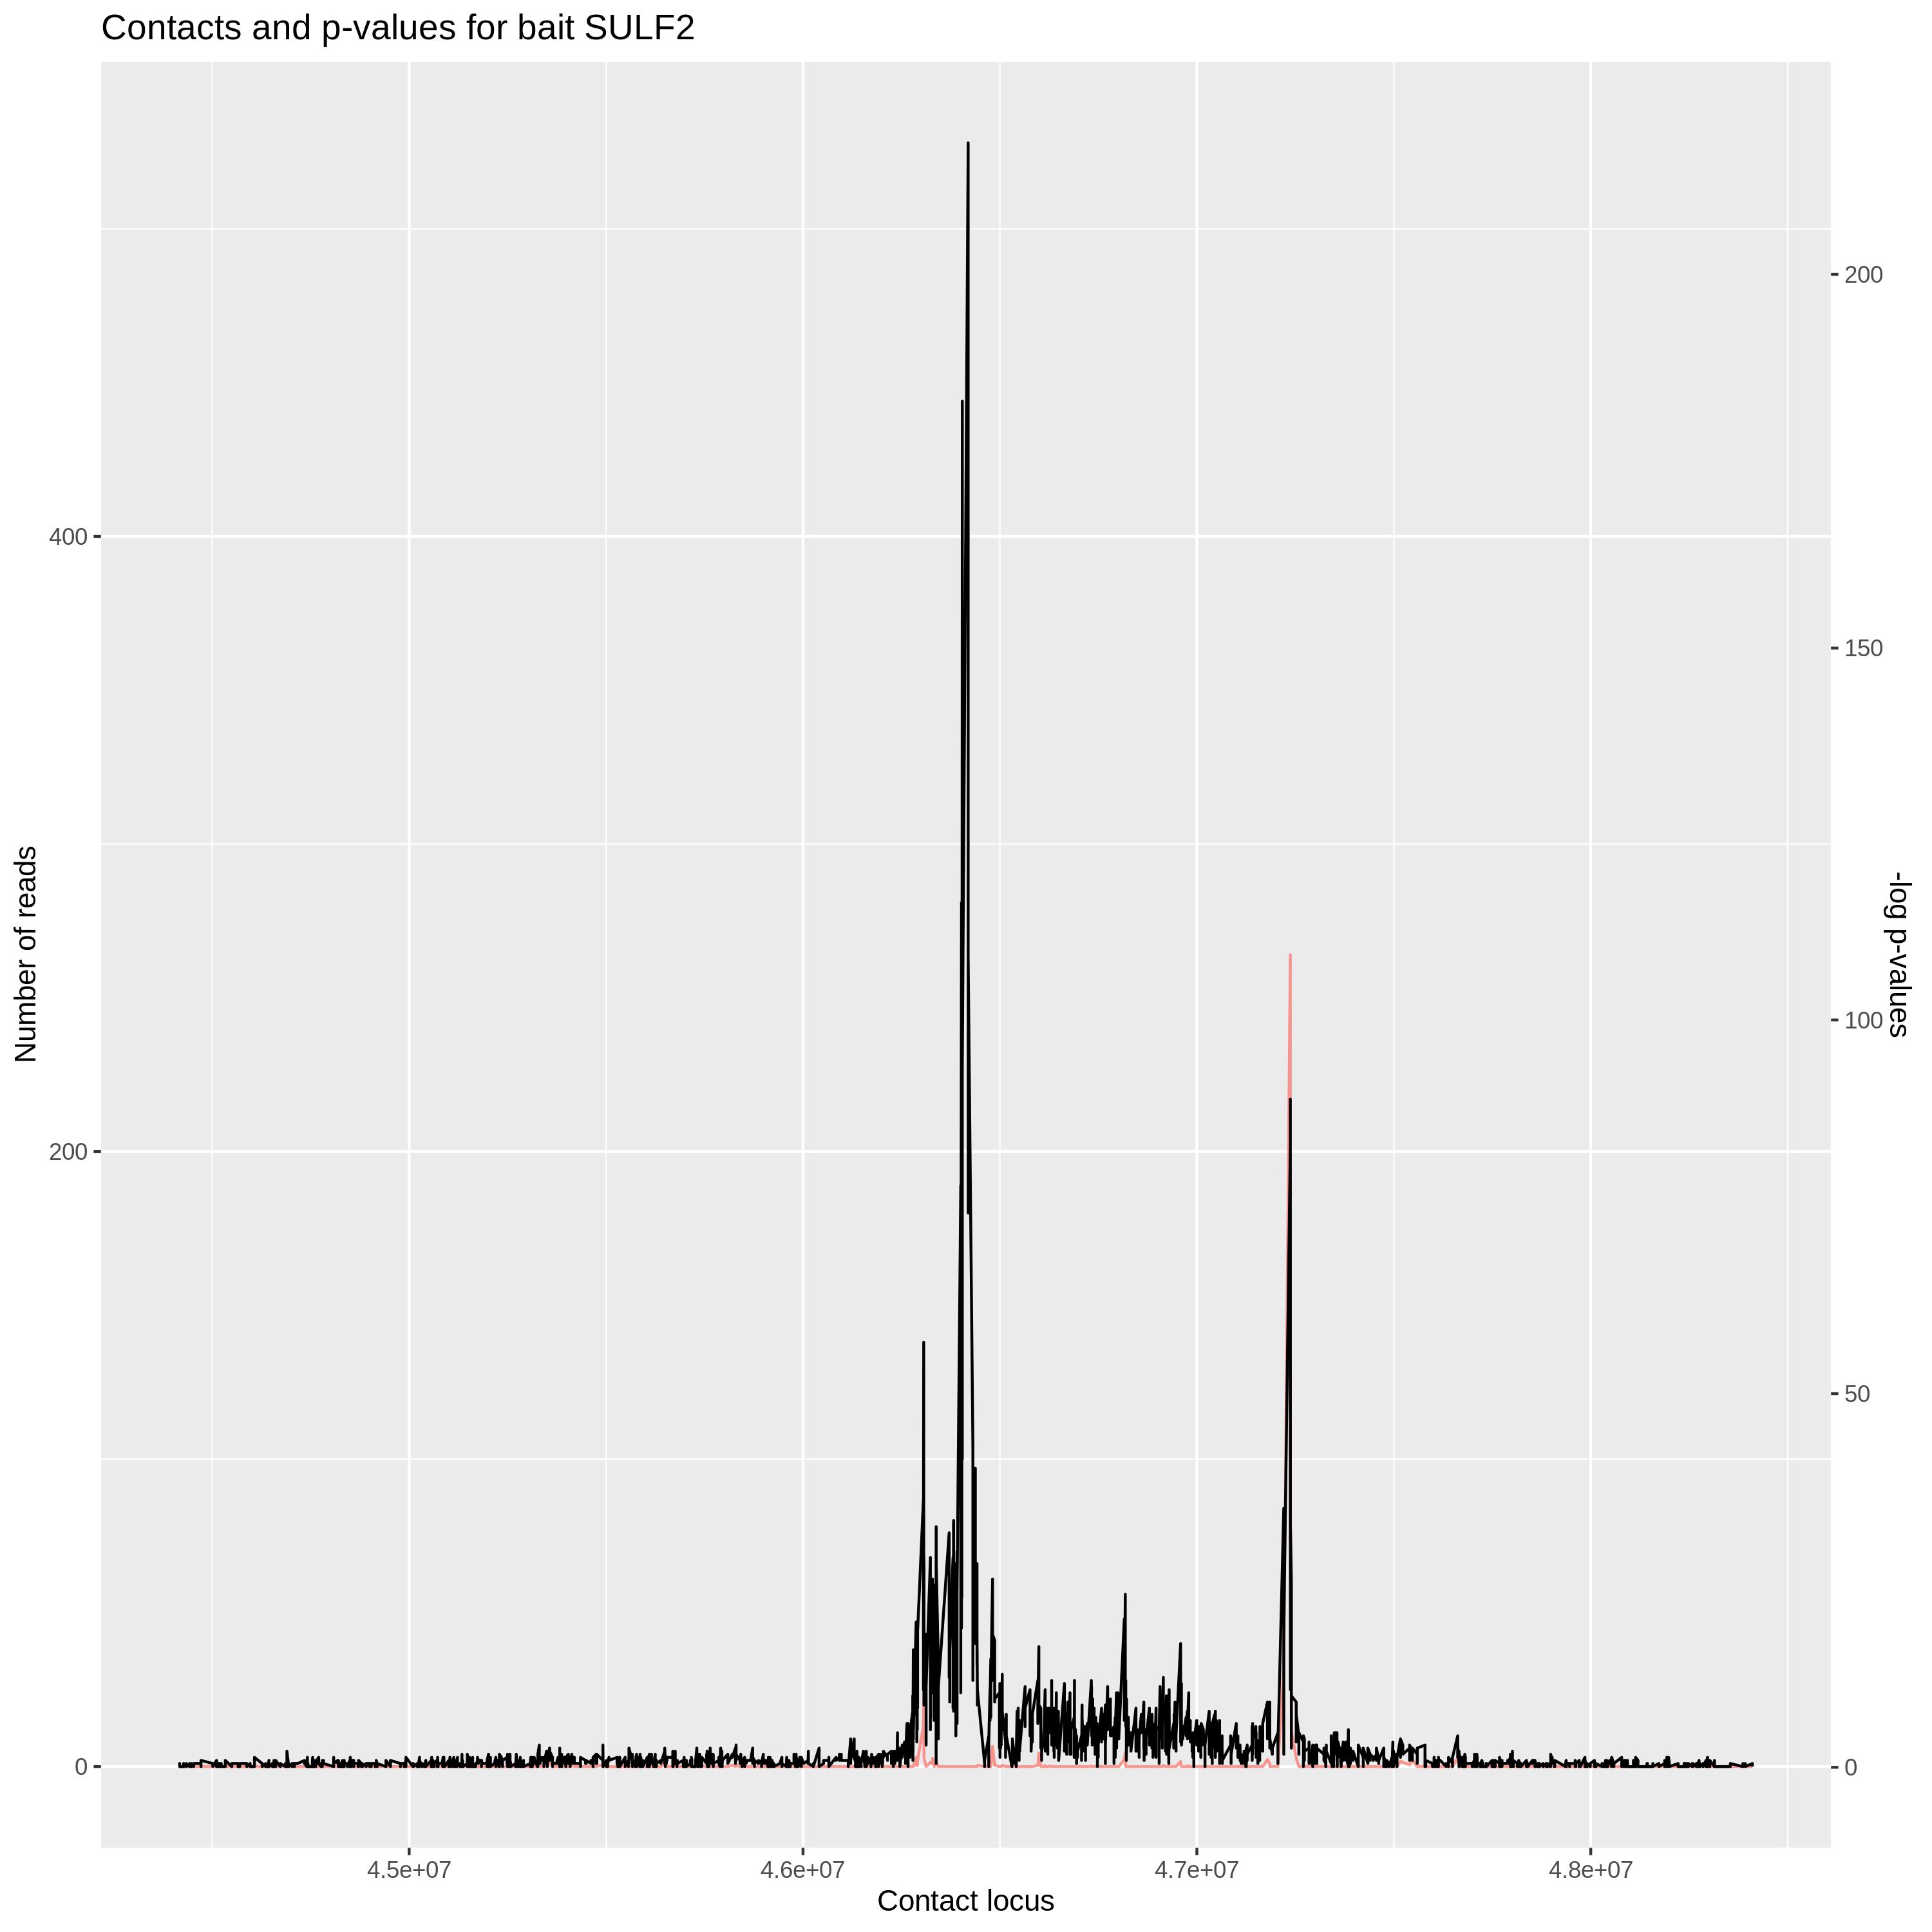 Contacts and p-values for bait SULF2
Number of reads
400
200
0
200
150
100
50
0
-log p-values
4.5e+07
4.6e+07
4.7e+07
4.8e+07
Contact locus